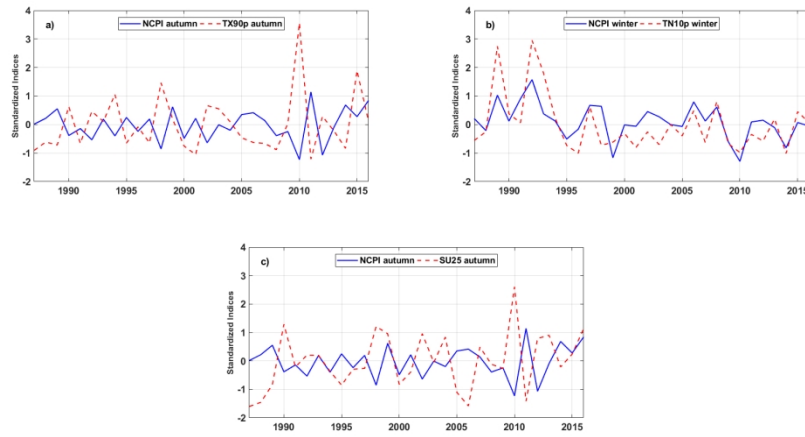 a)
NCPI autumn TX90p autumn
Standardized Indices
4
3
2
1
0
-1
-2
1990 1995 2000 2005 2010 2015
b)
NCPI winter TN10p winter
Standardized Indices
4
3
2
1
0
-1
-2
1990 1995 2000 2005 2010 2015
c)
NCPI autumn SU25 autumn
Standardized Indices
4
3
2
1
0
-1
-2
1990 1995 2000 2005 2010 2015